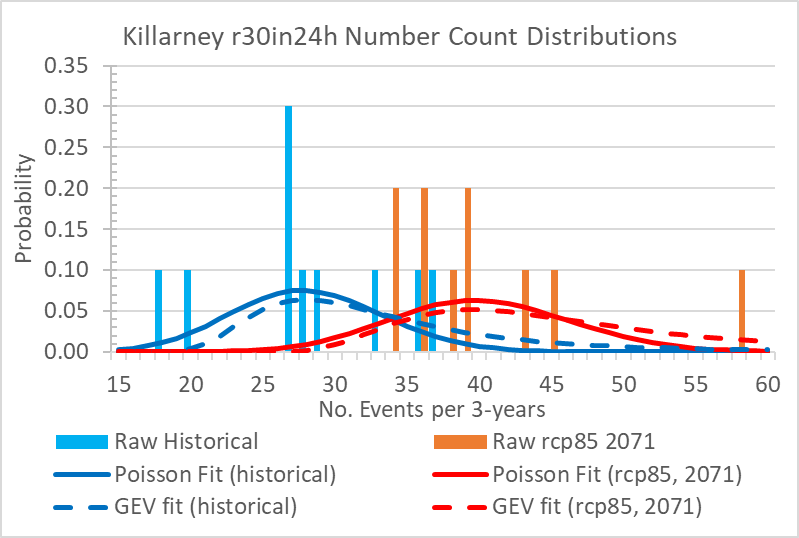 Killarney r30in24h Number Count Distributions
0.35
0.30
0.25
0.20
0.15
0.10
0.05
0.00
Probability
15 20 25 30 35 40 45 50 55 60
No. Events per 3-years
Raw Historical Raw rcp85 2071
Poisson Fit (historical) Poisson Fit (rcp85, 2071)
GEV fit (historical) GEV fit (rcp85, 2071)